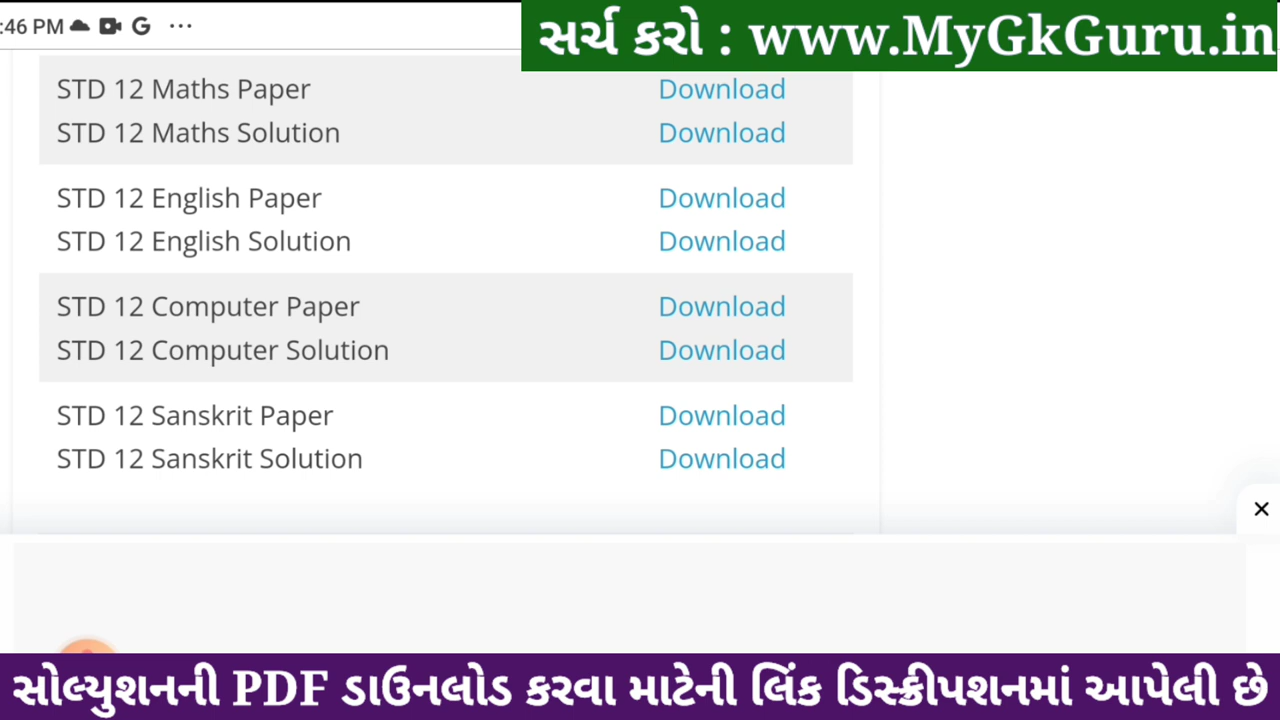 :46 PM G ...
સર્ચ કરો : www.MyGkGuru.in
STD 12 Maths Paper Download
STD 12 Maths Solution Download
STD 12 English Paper Download
STD 12 English Solution Download
STD 12 Computer Paper Download
STD 12 Computer Solution Download
STD 12 Sanskrit Paper Download
STD 12 Sanskrit Solution Download
સોલ્યુશનની PDF ડાઉનલોડ કરવા માટેની લિંક ડિસ્ક્રીપશનમાં આપેલી છે